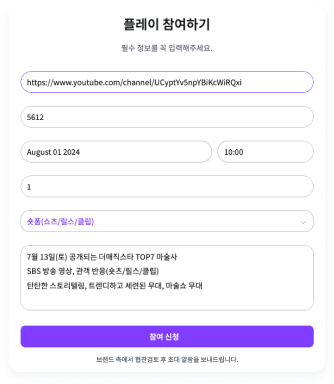 플레이 참여하기
필수 정보를 꼭 입력해주세요.
https://www.youtube.com/channel/UCyptYv5npYBiKcWiRQxi
5612
August 01 2024
10:00
1
숏폼(쇼츠/릴스/클립)
7월 13일(토) 공개되는 더매직스타 TOP7 마술사
SBS 방송 영상, 관객 반응(숏츠/릴스/클립)
탄탄한 스토리텔링, 트렌디하고 세련된 무대, 마술쇼 무대
참여 신청
브랜드 측에서 협찬검토 후 초대 알람을 보내드립니다.